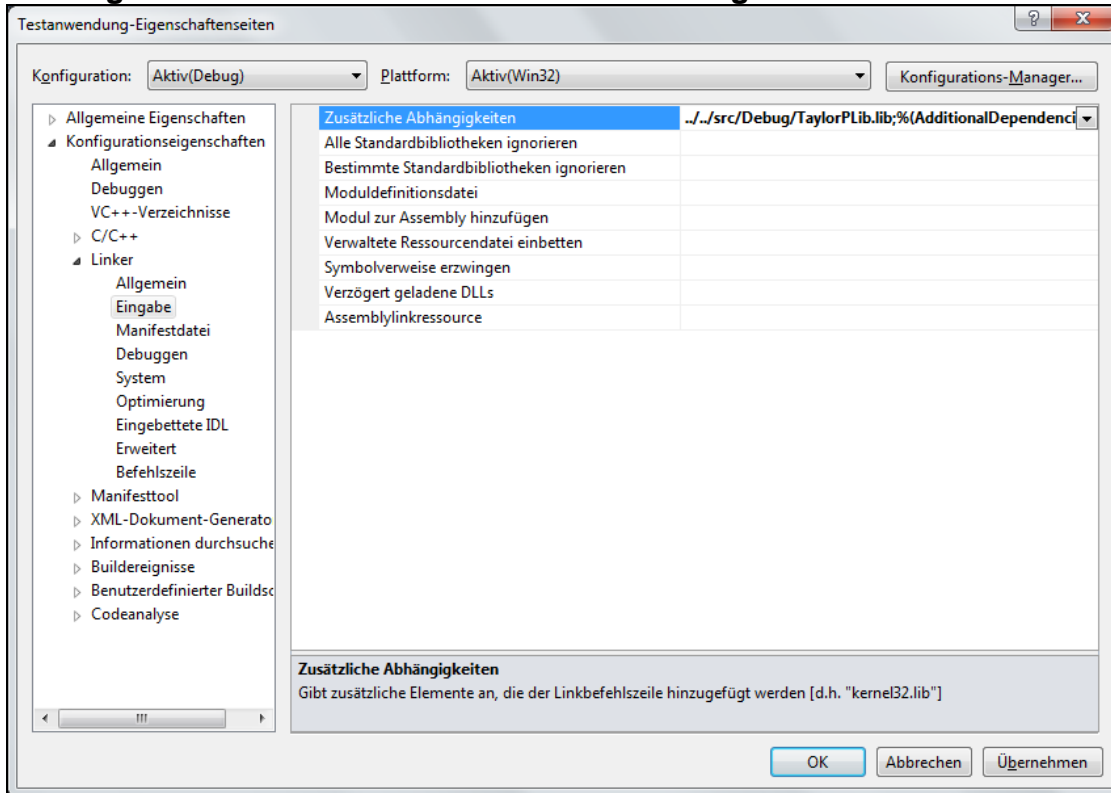 Testanwendung-Eigenschaftenseiten
Konfiguration: Aktiv(Debug) Plattform: Aktiv(Win32) Konfigurations-Manager...
Allgemeine Eigenschaften
Konfigurationseigenschaften
Allgemein
Debuggen
VC++-Verzeichnisse
C/C++
Linker
Allgemein
Eingabe
Manifestdatei
Debuggen
System
Optimierung
Eingebettete IDL
Erweitert
Befehlszeile
Manifesttool
XML-Dokument-Generato
Informationen durchsuche
Buildereignisse
Benutzerdefinierter Buildsc
Codeanalyse
Zusätzliche Abhängigkeiten ../../src/Debug/TaylorPLib.lib;%(AdditionalDependenci
Alle Standardbibliotheken ignorieren
Bestimmte Standardbibliotheken ignorieren
Moduldefinitionsdatei
Modul zur Assembly hinzufügen
Verwaltete Ressourcendatei einbetten
Symbolverweise erzwingen
Verzögert geladene DLLs
Assemblylinkressource
Zusätzliche Abhängigkeiten
Gibt zusätzliche Elemente an, die der Linkbefehlszeile hinzugefügt werden [d.h. "kernel32.lib"]
OK Abbrechen Übernehmen